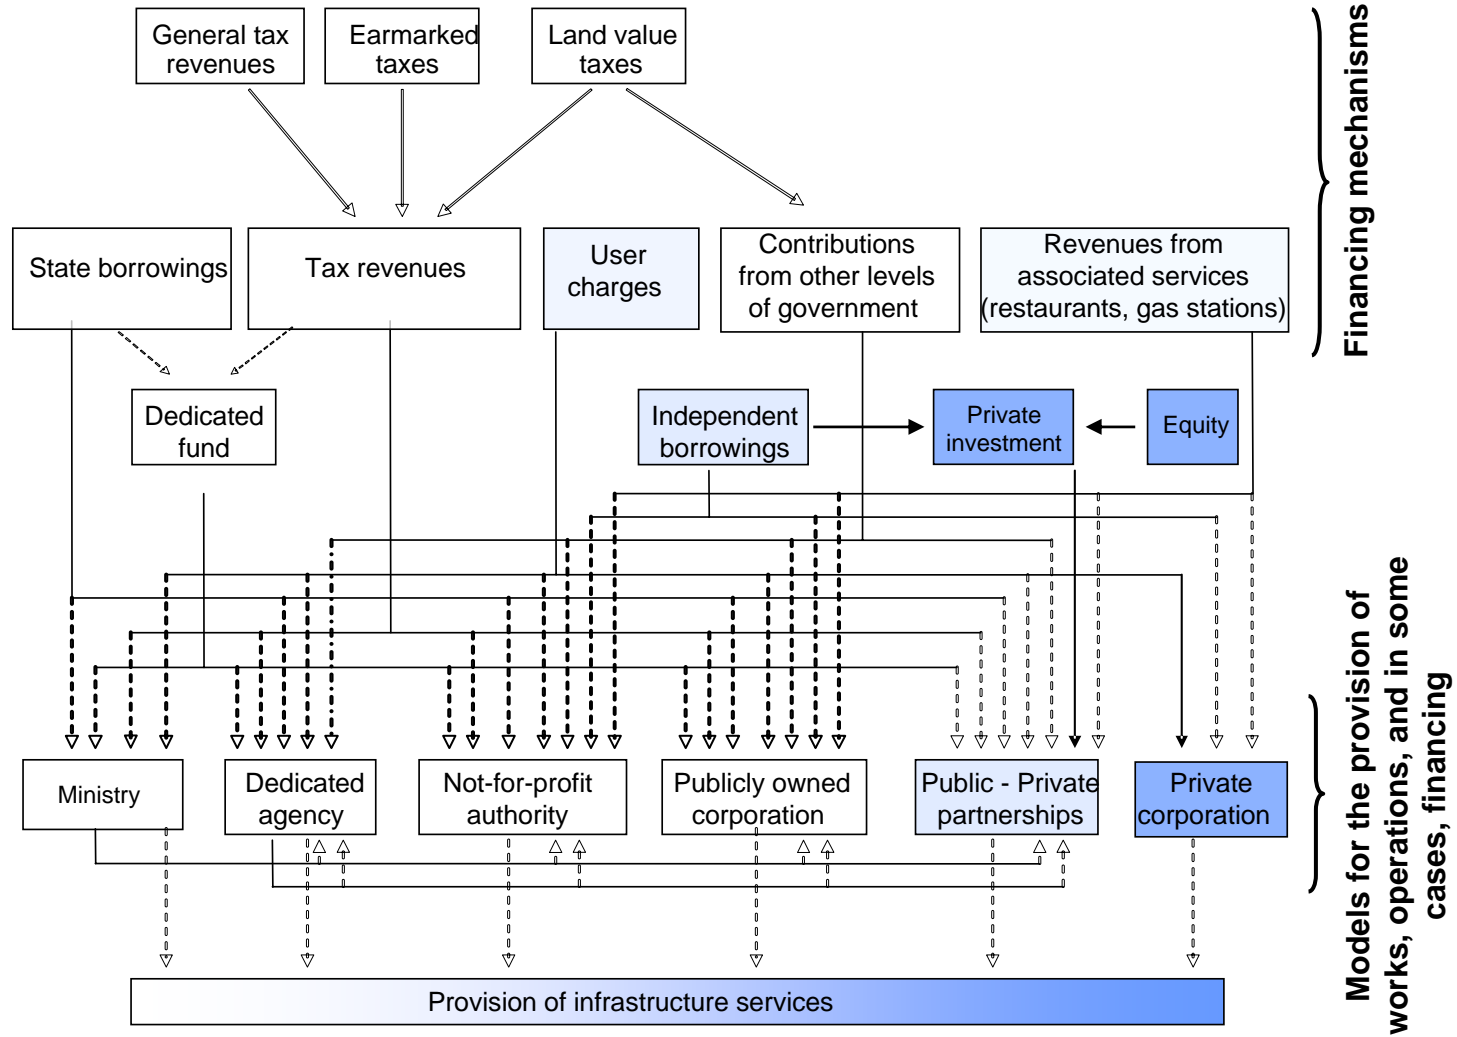 General tax
revenues
Earmarked
taxes
Land value
taxes
Financing mechanisms
State borrowings
Tax revenues
User
charges
Contributions
from other levels
of government
Revenues from
associated services
(restaurants, gas stations)
Dedicated
fund
Independent
borrowings
Private
investment
Equity
Ministry
Dedicated
agency
Not-for-profit
authority
Publicly owned
corporation
Public - Private
partnerships
Private
corporation
Models for the provision of
works, operations, and in some
cases, financing
Provision of infrastructure services